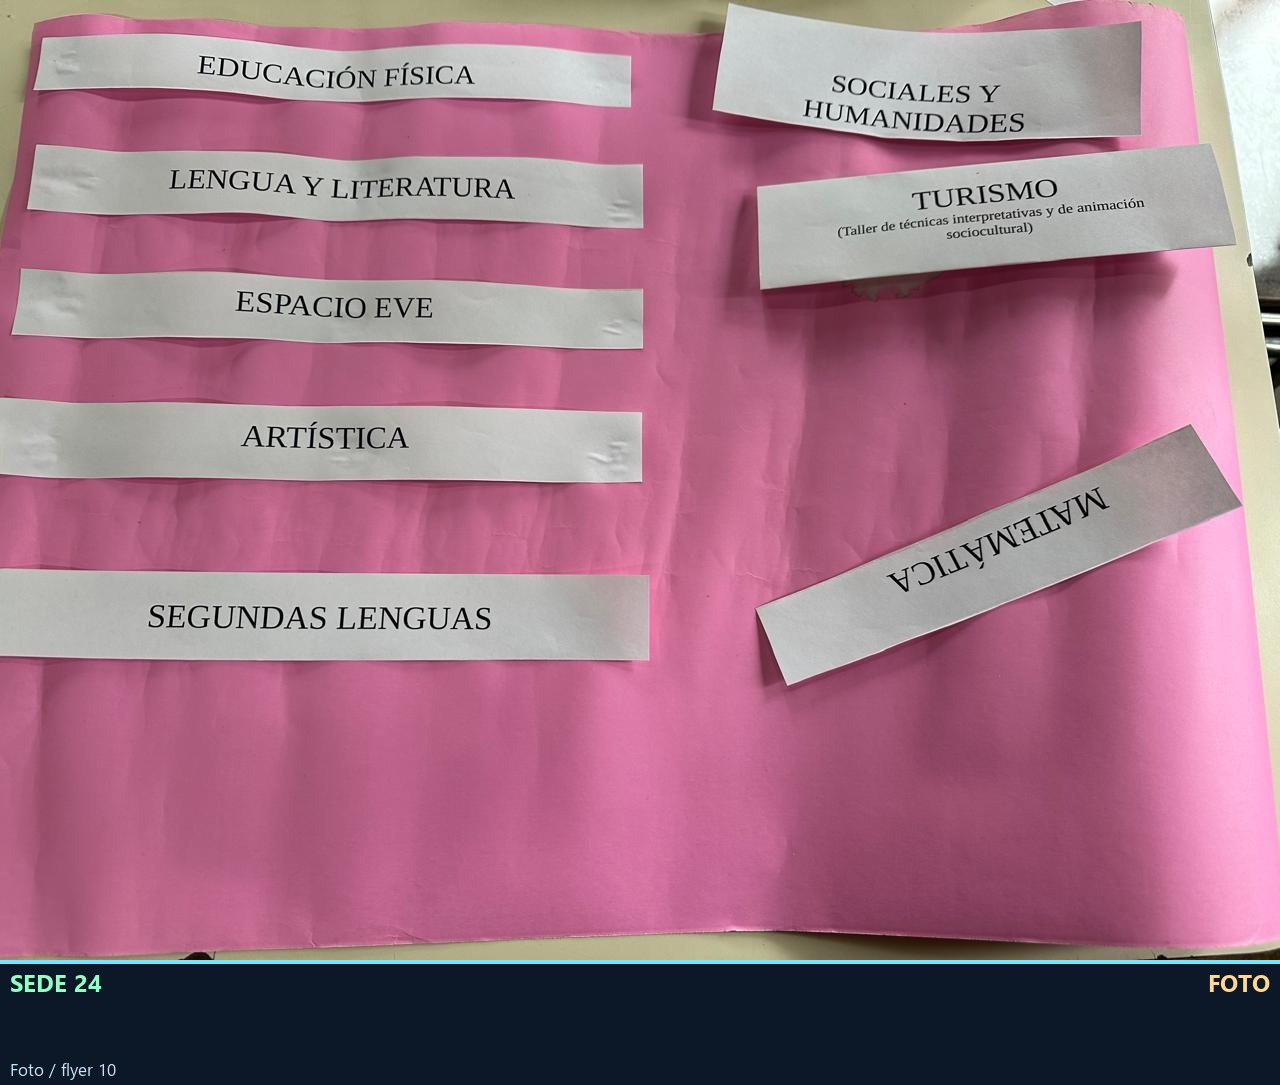 EDUCACIÓN FÍSICA
LENGUA Y LITERATURA
ESPACIO EVE
ARTÍSTICA
SEGUNDAS LENGUAS
SOCIALES Y
HUMANIDADES
TURISMO
(Taller de técnicas interpretativas y de animación
sociocultural)
MATEMÁTICA
SEDE 24
FOTO
Foto / flyer 10